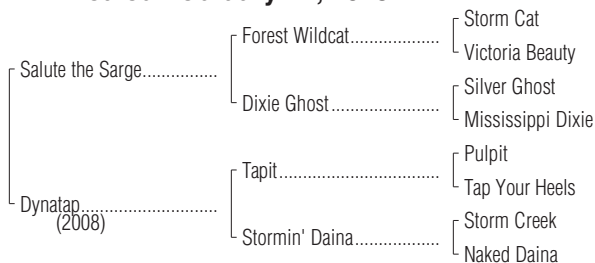 Forest Wildcat....................
Storm Cat
Victoria Beauty
Salute the Sarge...............
Dixie Ghost.......................
Silver Ghost
Mississippi Dixie
Tapit..................................
Pulpit
Tap Your Heels
Dynatap...........................
(2008)
Stormin' Daina.................
Storm Creek
Naked Daina